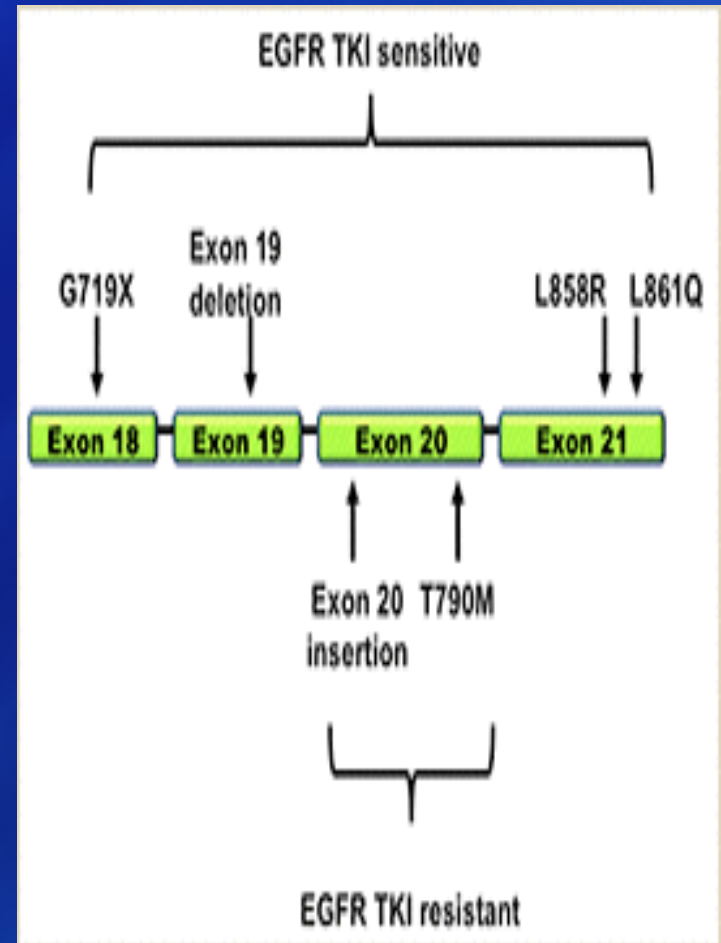 EGFR TKI sensitive
Exon 19
deletion
G719X
L858R L861Q
Exon 18 Exon 19 Exon 20 Exon 21
Exon 20 T790M
insertion
EGFR TKI resistant